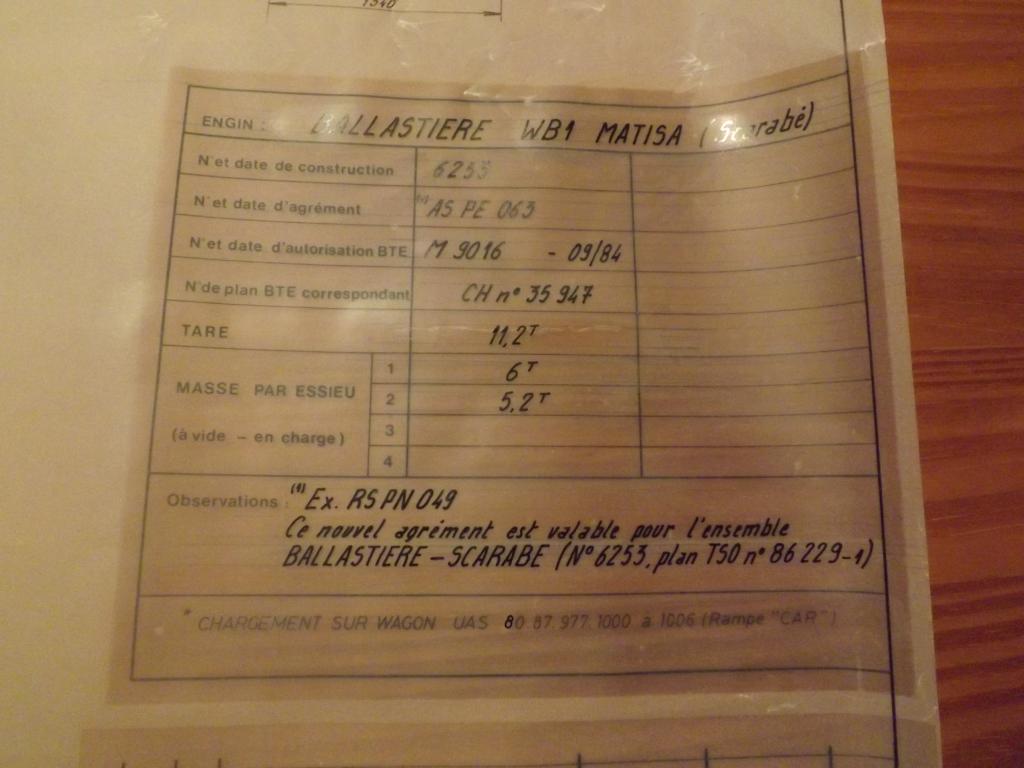 1540
ENGIN : BALLASTIERE WB1 MATISA (Scarabé)
N° et date de construction 6253
N° et date d'agrément (1) AS PE 063
N° et date d'autorisation BTE M 9016 - 09/84
N° de plan BTE correspondant CH n° 35 947
TARE 11,2 T
MASSE PAR ESSIEU
(à vide - en charge)
1 6 T
2 5,2 T
3
4
Observations : (1) Ex. RS PN 049
Ce nouvel agrément est valable pour l'ensemble
BALLASTIERE - SCARABE (N° 6253, plan TSO n° 86 229-1)
* CHARGEMENT SUR WAGON UAS 80.87.977.1000 à 1006 (Rampe "CAR")